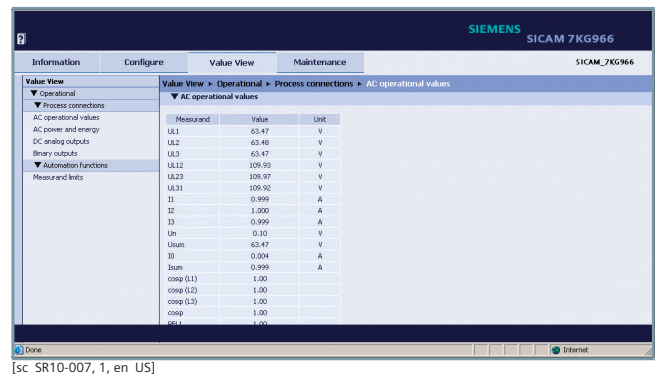 SIEMENS
SICAM 7KG966
?
Information Configure Value View Maintenance SICAM_7KG966
Value View
▼ Operational
▼ Process connections
AC operational values
AC power and energy
DC analog outputs
Binary outputs
▼ Automation functions
Measurand limits
Value View ► Operational ► Process connections ► AC operational values
▼ AC operational values
Measurand Value Unit
UL1 63.47 V
UL2 63.48 V
UL3 63.47 V
UL12 109.93 V
UL23 109.97 V
UL31 109.92 V
I1 0.999 A
I2 1.000 A
I3 0.999 A
Un 0.10 V
Usum 63.47 V
I0 0.004 A
Isum 0.999 A
cosφ (L1) 1.00
cosφ (L2) 1.00
cosφ (L3) 1.00
cosφ 1.00
PFL1 1.00
Done Internet
[sc_SR10-007, 1, en_US]